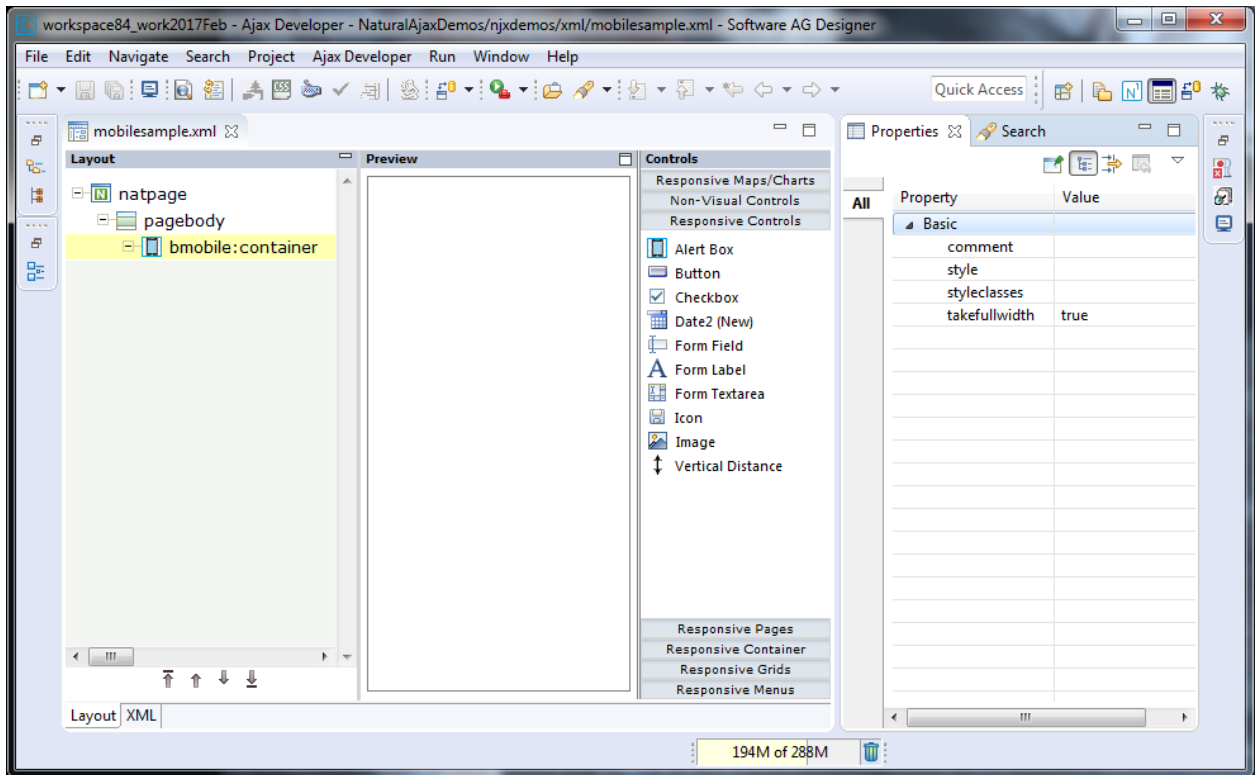 workspace84_work2017Feb - Ajax Developer - NaturalAjaxDemos/njxdemos/xml/mobilesample.xml - Software AG Designer
File Edit Navigate Search Project Ajax Developer Run Window Help
Quick Access
mobilesample.xml
Layout
natpage
pagebody
bmobile:container
Layout XML
Preview
Controls
Responsive Maps/Charts
Non-Visual Controls
Responsive Controls
Alert Box
Button
Checkbox
Date2 (New)
Form Field
Form Label
Form Textarea
Icon
Image
Vertical Distance
Responsive Pages
Responsive Container
Responsive Grids
Responsive Menus
Properties Search
All
Property Value
Basic
comment
style
styleclasses
takefullwidth true
194M of 288M